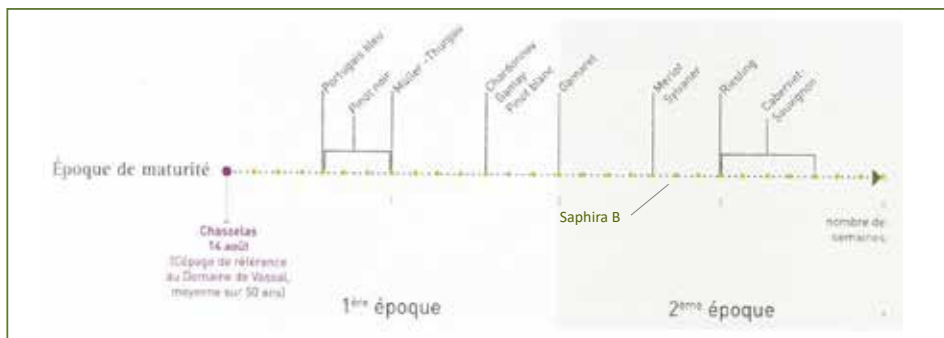 Portugais bleu
Pinot noir
Müller-Thurgau
Chardonnay
Gamay
Pinot blanc
Gamaret
Merlot
Sylvaner
Riesling
Cabernet-
Sauvignon
Époque de maturité
Saphira B
Chasselas
14 août
(Cépage de référence
au Domaine de Vassal,
moyenne sur 50 ans)
nombre de
semaines
1ère époque
2ème époque